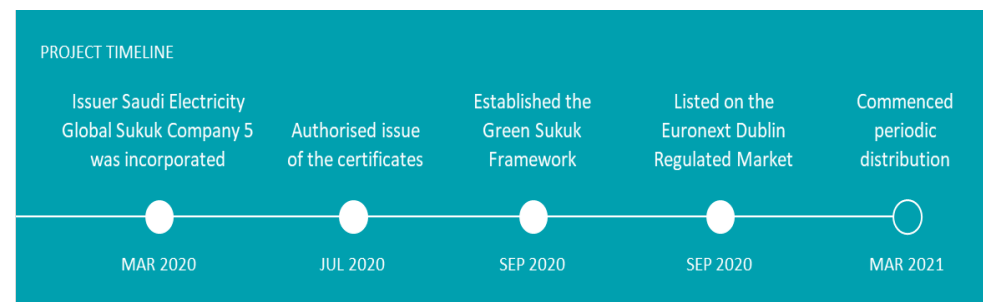 PROJECT TIMELINE
Issuer Saudi Electricity
Global Sukuk Company 5
was incorporated
Authorised issue
of the certificates
Established the
Green Sukuk
Framework
Listed on the
Euronext Dublin
Regulated Market
Commenced
periodic
distribution
MAR 2020
JUL 2020
SEP 2020
SEP 2020
MAR 2021